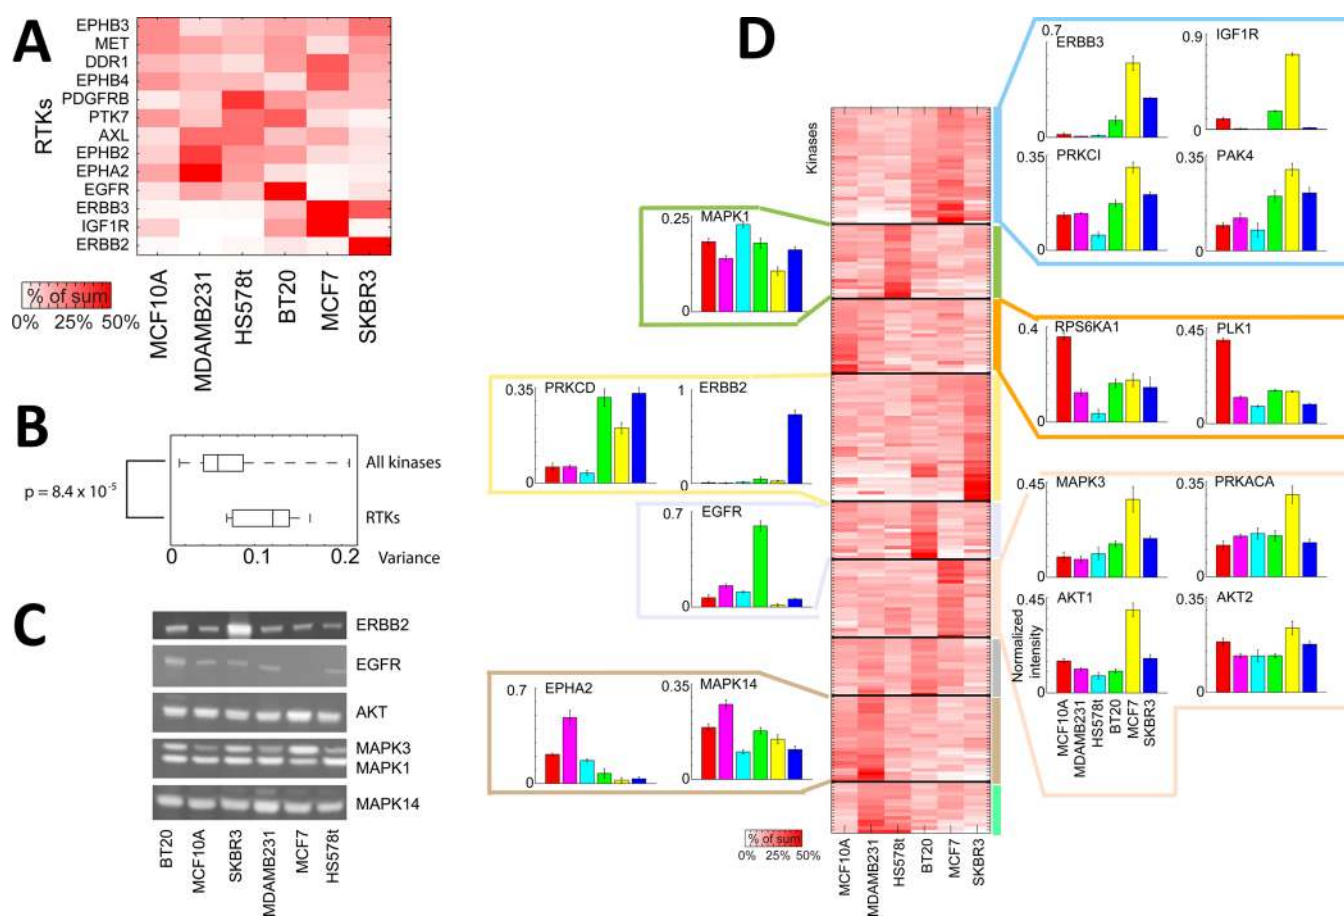 A
EPHB3
MET
DDR1
EPHB4
PDGFRB
PTK7
AXL
EPHB2
EPHA2
EGFR
ERBB3
IGF1R
ERBB2
RTKs
% of sum
0% 25% 50%
MCF10A
MDAMB231
HS578t
BT20
MCF7
SKBR3
B
p = 8.4 x 10-5
All kinases
RTKs
0 0.1 0.2
Variance
C
ERBB2
EGFR
AKT
MAPK3
MAPK1
MAPK14
BT20
MCF10A
SKBR3
MDAMB231
MCF7
HS578t
D
Kinases
0.7
ERBB3
0
0.9
IGF1R
0
0.35
PRKCI
0
0.35
PAK4
0
0.25
MAPK1
0
0.4
RPS6KA1
0
0.45
PLK1
0
0.35
PRKCD
0
1
ERBB2
0
0.7
EGFR
0
0.45
MAPK3
0
0.35
PRKACA
0
0.45
AKT1
0
0.35
AKT2
0
Normalized
intensity
MCF10A
MDAMB231
HS578t
BT20
MCF7
SKBR3
0.7
EPHA2
0
0.35
MAPK14
0
% of sum
0% 25% 50%
MCF10A
MDAMB231
HS578t
BT20
MCF7
SKBR3